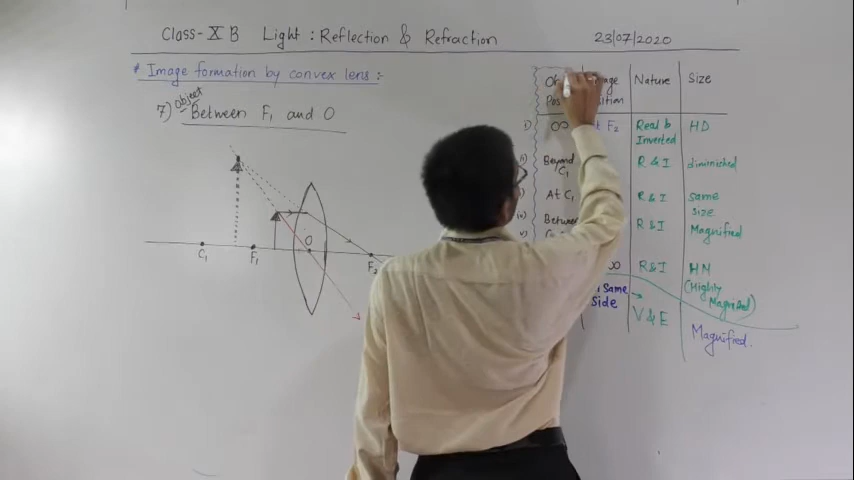 Class-X B Light : Reflection & Refraction 23/07/2020
* Image formation by convex lens :-
7) Object Between F₁ and O
C₁ F₁ O F₂
Nature Size
i) ∞ F₂ Real & Inverted HD
Beyond C₁ R & I diminished
At C₁ R & I Same size
iv) Between R & I Magnified
v)
∞ R & I HM (Highly Magnified)
Same Side V & E Magnified.